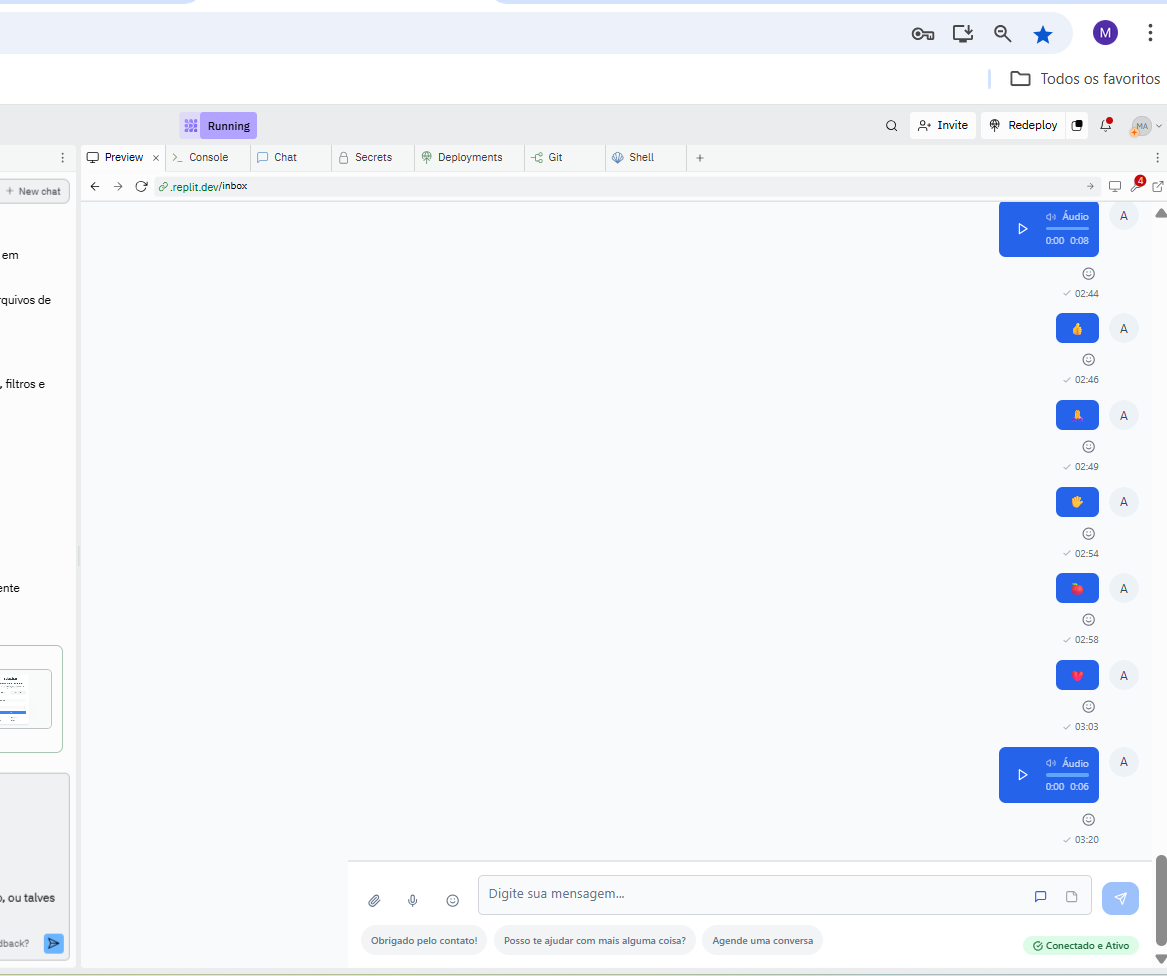 M
Todos os favoritos
Running
Invite
Redeploy
MA
Preview
Console
Chat
Secrets
Deployments
Git
Shell
New chat
.replit.dev/inbox
4
em
quivos de
, filtros e
ente
, ou talves
dback?
Áudio
0:00 0:08
A
02:44
A
02:46
A
02:49
A
02:54
A
02:58
A
03:03
Áudio
0:00 0:06
A
03:20
Digite sua mensagem...
Obrigado pelo contato!
Posso te ajudar com mais alguma coisa?
Agende uma conversa
Conectado e Ativo